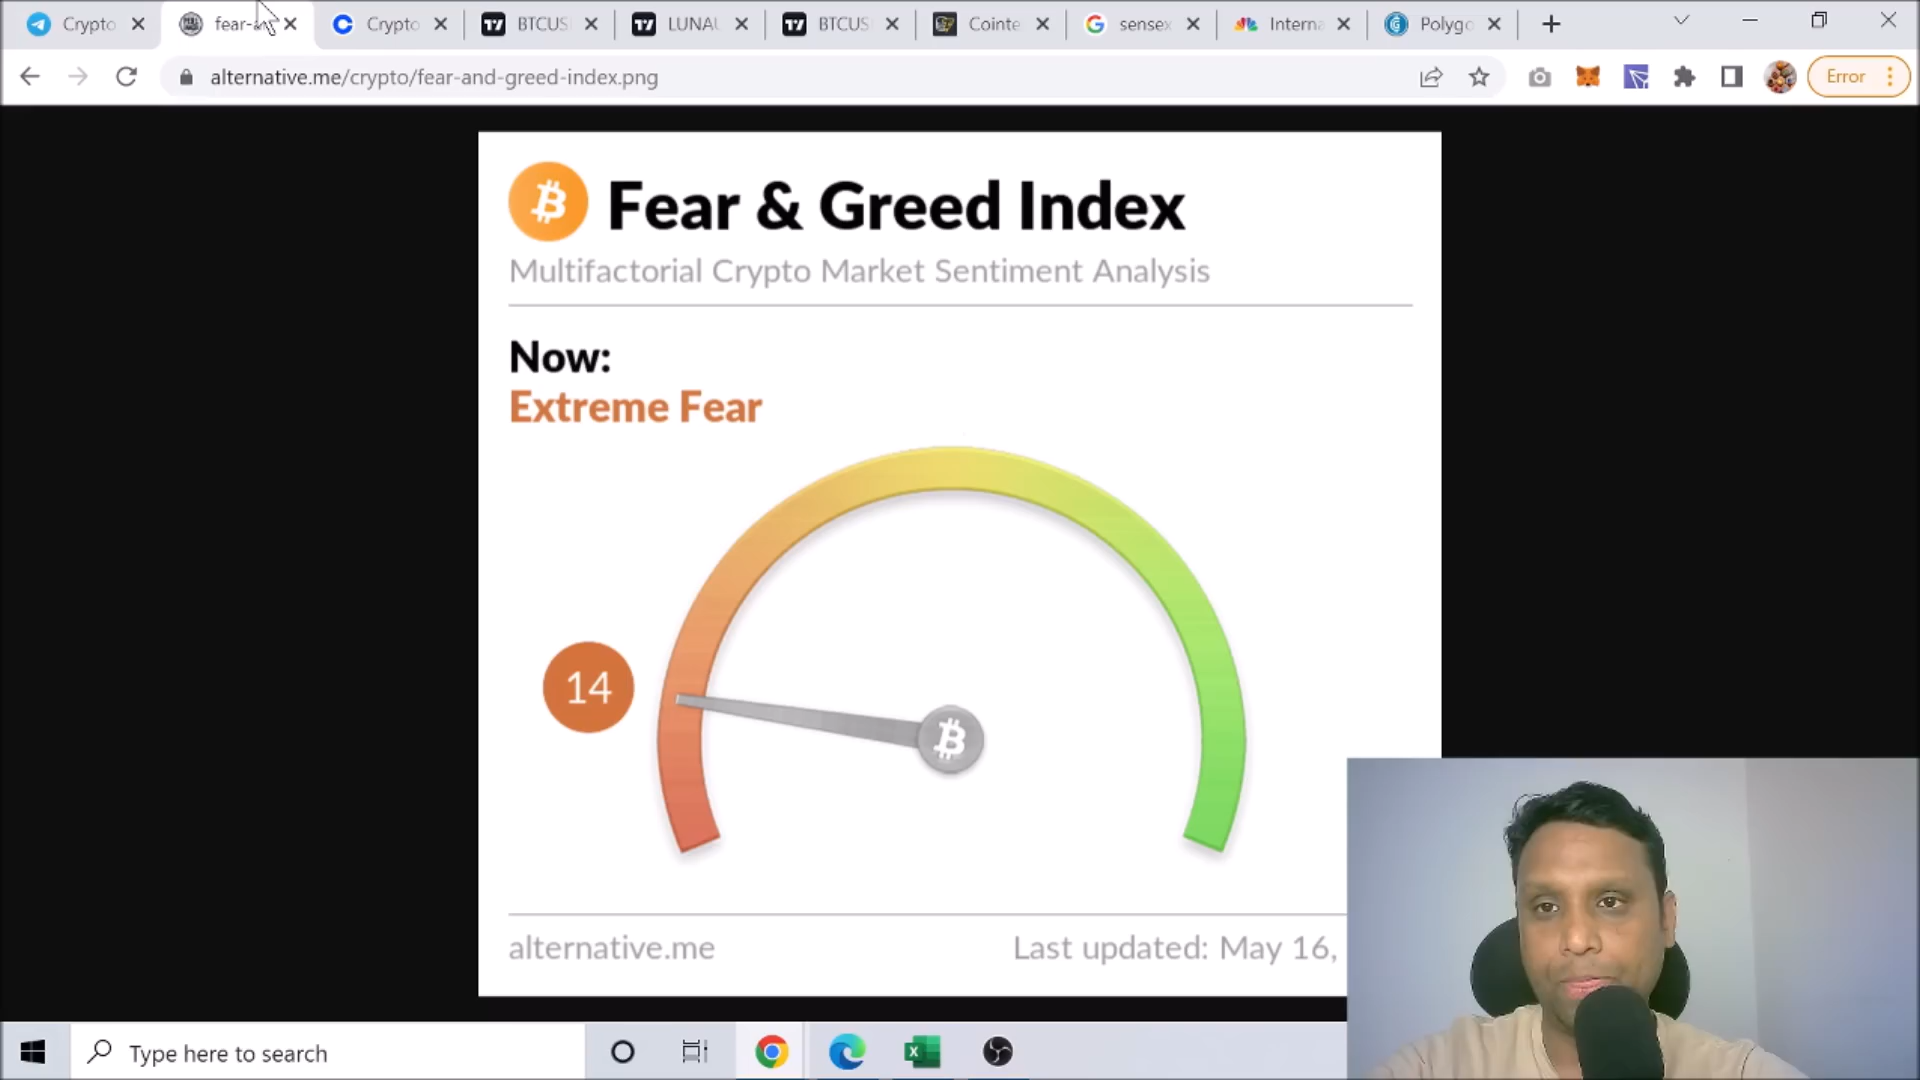 Crypto
fear-a
Crypto
BTCUS
LUNAU
BTCUS
Cointe
sensex
Interna
Polygo
alternative.me/crypto/fear-and-greed-index.png
Error
Fear & Greed Index
Multifactorial Crypto Market Sentiment Analysis
Now:
Extreme Fear
14
alternative.me
Last updated: May 16,
Type here to search